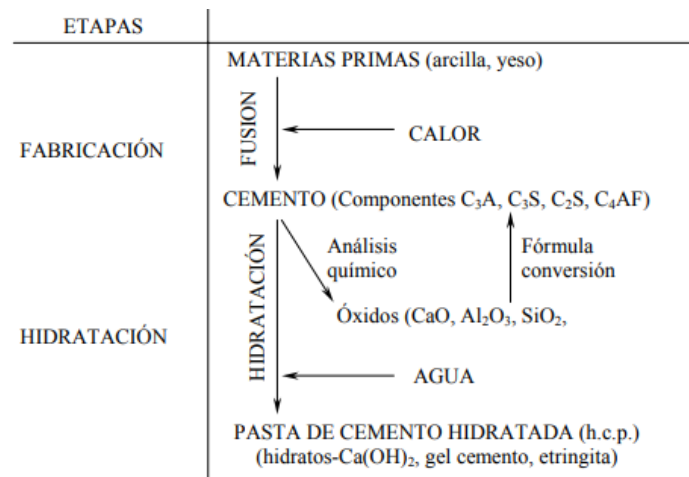 ETAPAS
MATERIAS PRIMAS (arcilla, yeso)
FUSION
CALOR
FABRICACIÓN
CEMENTO (Componentes C₃A, C₃S, C₂S, C₄AF)
HIDRATACIÓN
Análisis
químico
Fórmula
conversión
Óxidos (CaO, Al₂O₃, SiO₂,
HIDRATACIÓN
AGUA
PASTA DE CEMENTO HIDRATADA (h.c.p.)
(hidratos-Ca(OH)₂, gel cemento, etringita)